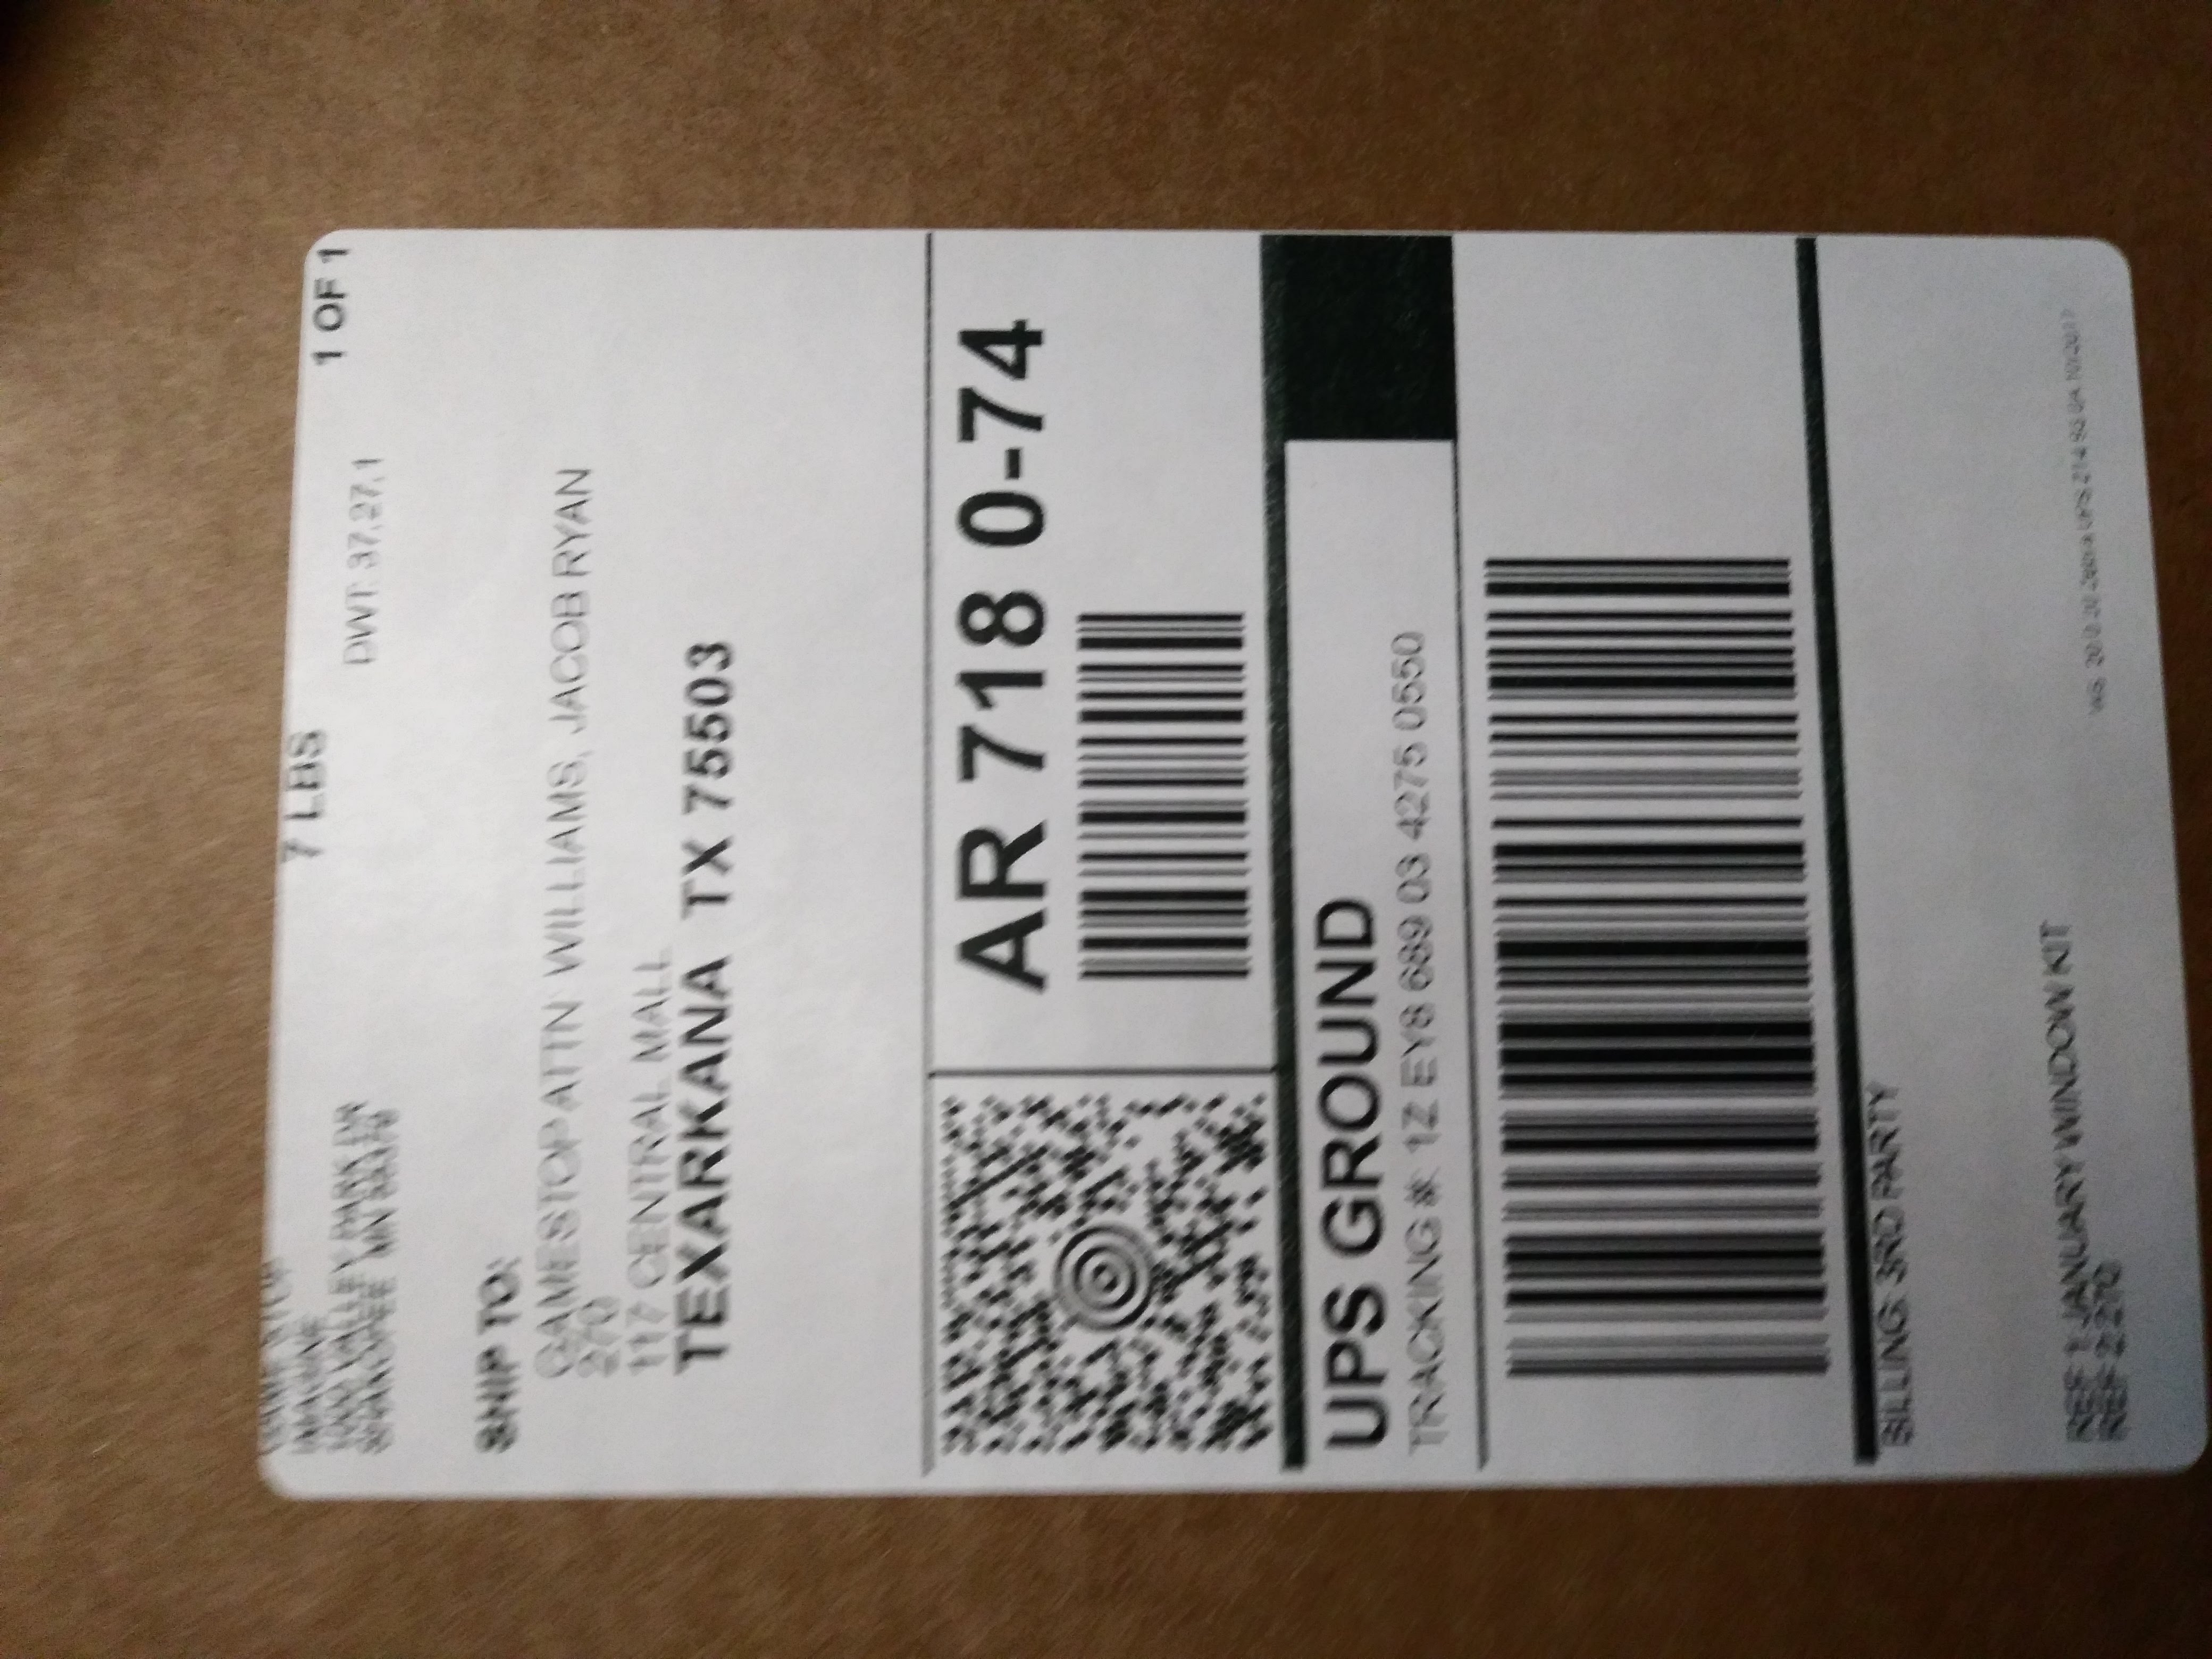 GAME STOP
IMAGINE
1000 VALLEY PARK DR
SHAKOPEE MN 55379
7 LBS
1 OF 1
DWT: 37,27,1
SHIP TO:
GAMESTOP ATTN: WILLIAMS, JACOB RYAN
270
117 CENTRAL MALL
TEXARKANA TX 75503
AR 718 0-74
UPS GROUND
TRACKING #: 1Z EY8 689 03 4275 0550
BILLING: 3RD PARTY
REF 1: JANUARY WINDOW KIT
REF 2: 270